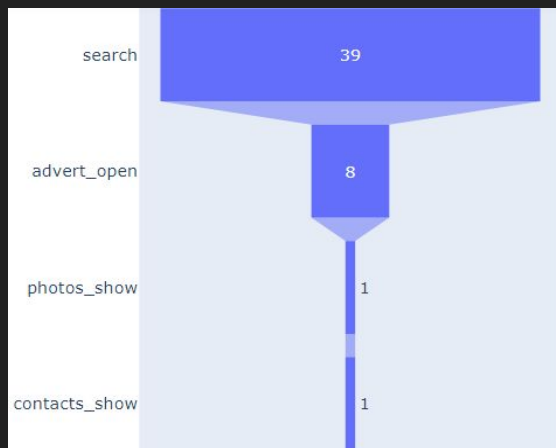 search 39
advert_open 8
photos_show 1
contacts_show 1